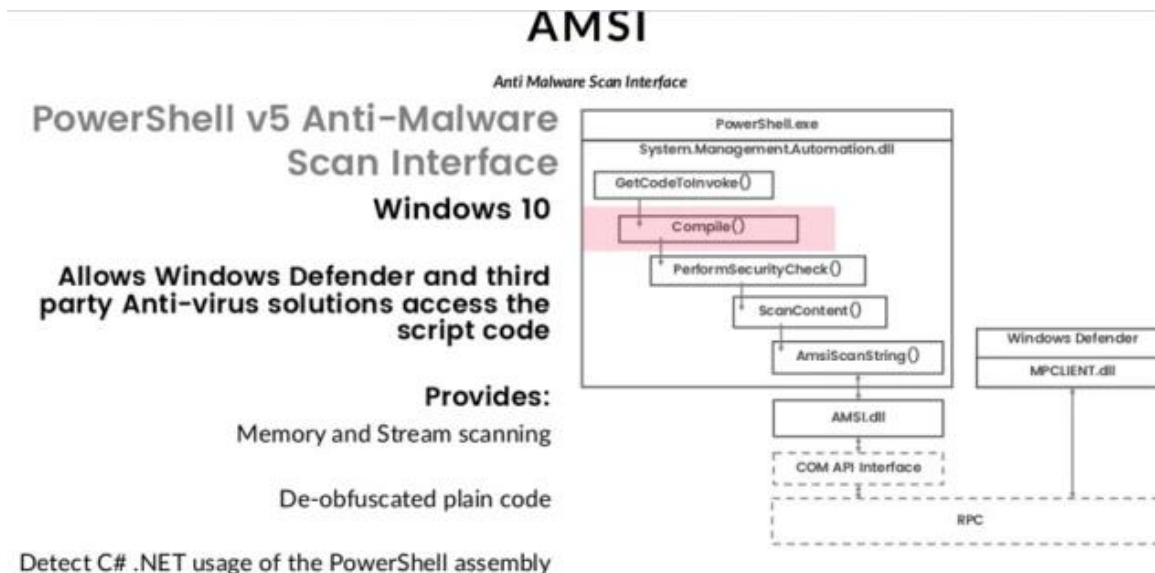 AMSI
Anti Malware Scan Interface
PowerShell v5 Anti-Malware
Scan Interface
Windows 10
Allows Windows Defender and third
party Anti-virus solutions access the
script code
Provides:
Memory and Stream scanning
De-obfuscated plain code
Detect C# .NET usage of the PowerShell assembly
PowerShell.exe
System.Management.Automation.dll
GetCodeToInvoke()
Compile()
PerformSecurityCheck()
ScanContent()
AmsiScanString()
AMSI.dll
COM API Interface
RPC
Windows Defender
MPCLIENT.dll